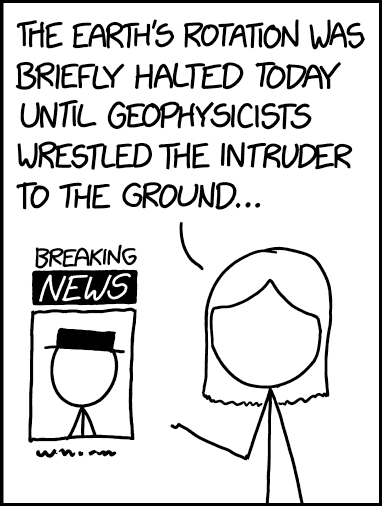 THE EARTH'S ROTATION WAS
BRIEFLY HALTED TODAY
UNTIL GEOPHYSICISTS
WRESTLED THE INTRUDER
TO THE GROUND...
BREAKING
NEWS